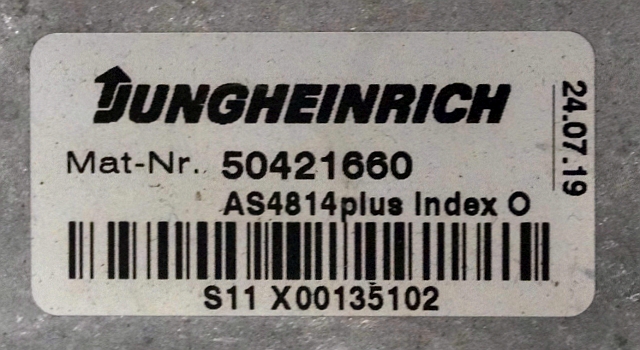 JUNGHEINRICH
Mat-Nr. 50421660
AS4814plus Index O
S11 X00135102
24.07.19